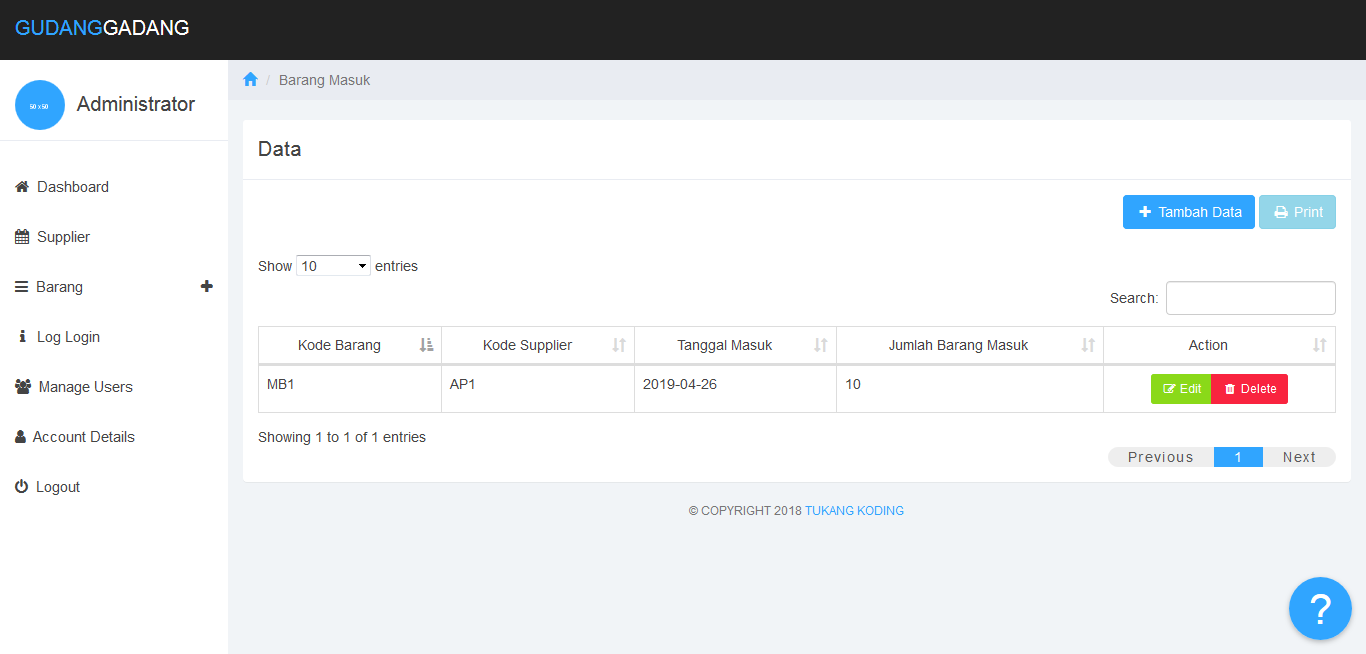 GUDANGGADANG
50 x 50
Administrator
Dashboard
Supplier
Barang
Log Login
Manage Users
Account Details
Logout
/ Barang Masuk
Data
Tambah Data Print
Show 10 entries
Search:
Kode Barang Kode Supplier Tanggal Masuk Jumlah Barang Masuk Action
MB1 AP1 2019-04-26 10 Edit Delete
Showing 1 to 1 of 1 entries
Previous 1 Next
© COPYRIGHT 2018 TUKANG KODING
?